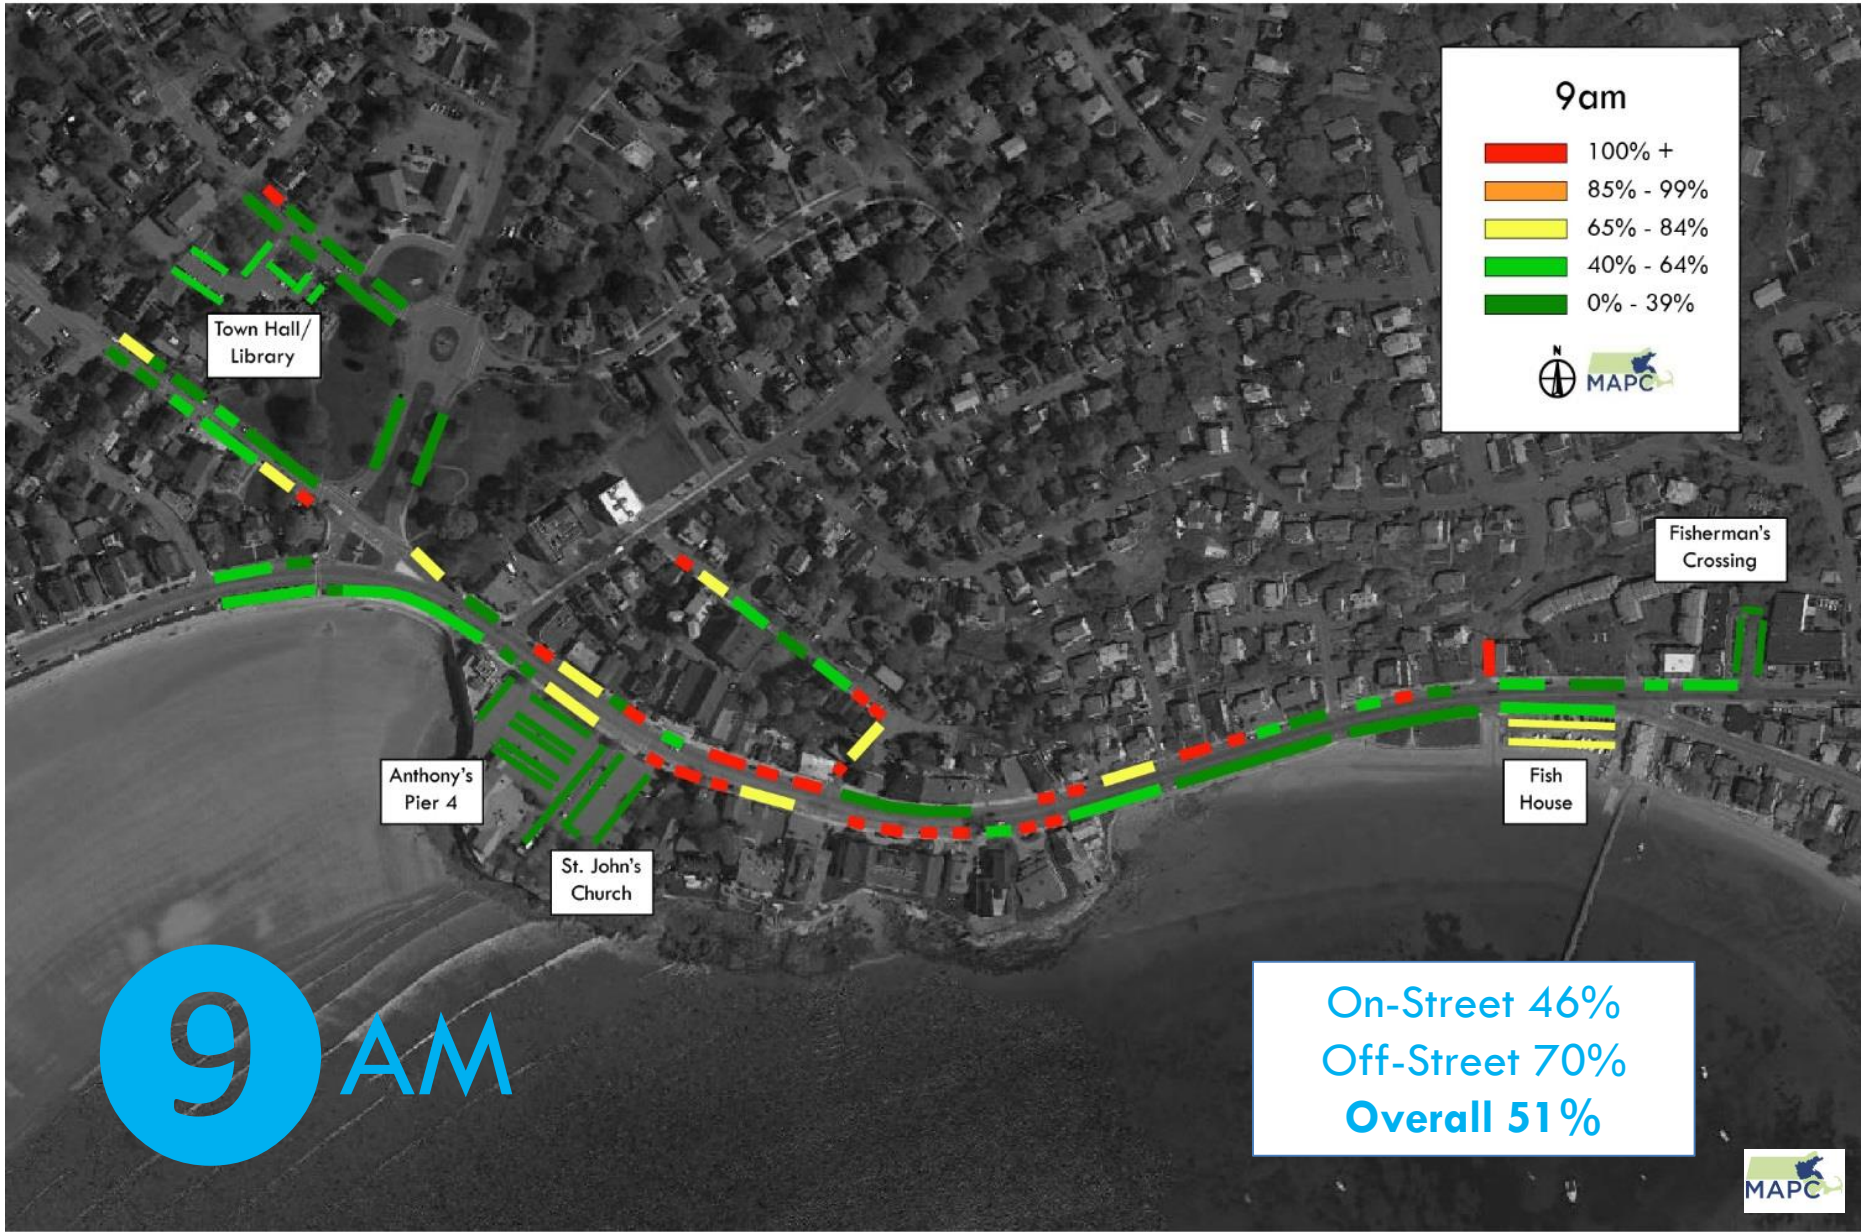 9am
100% +
85% - 99%
65% - 84%
40% - 64%
0% - 39%
N
MAPC
Town Hall/
Library
Fisherman's
Crossing
Anthony's
Pier 4
Fish
House
St. John's
Church
9 AM
On-Street 46%
Off-Street 70%
Overall 51%
MAPC